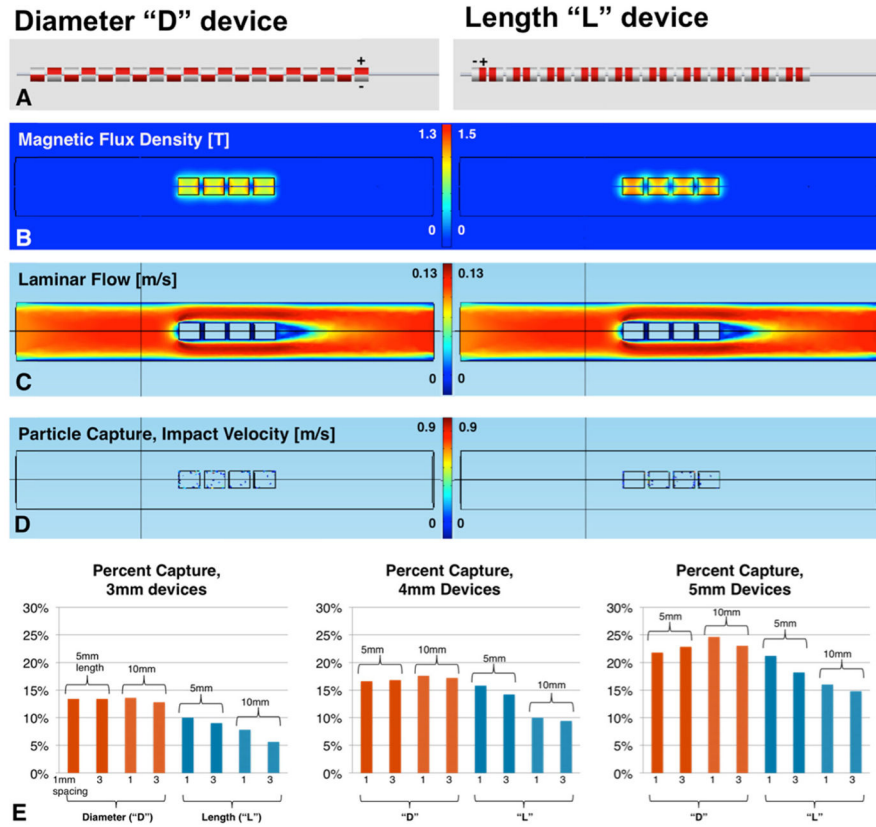 Diameter “D” device
Length “L” device
+
-
-+
A
Magnetic Flux Density [T]
1.3
1.5
0
0
B
Laminar Flow [m/s]
0.13
0.13
0
0
C
Particle Capture, Impact Velocity [m/s]
0.9
0.9
0
0
D
Percent Capture,
3mm devices
30%
25%
20%
15%
10%
5%
0%
5mm
length
10mm
5mm
10mm
1mm
spacing
3
1
3
1
3
1
3
Diameter (“D”)
Length (“L”)
Percent Capture,
4mm Devices
30%
25%
20%
15%
10%
5%
0%
5mm
10mm
5mm
10mm
1
3
1
3
1
3
1
3
“D”
“L”
Percent Capture,
5mm Devices
30%
25%
20%
15%
10%
5%
0%
5mm
10mm
5mm
10mm
1
3
1
3
1
3
1
3
“D”
“L”
E